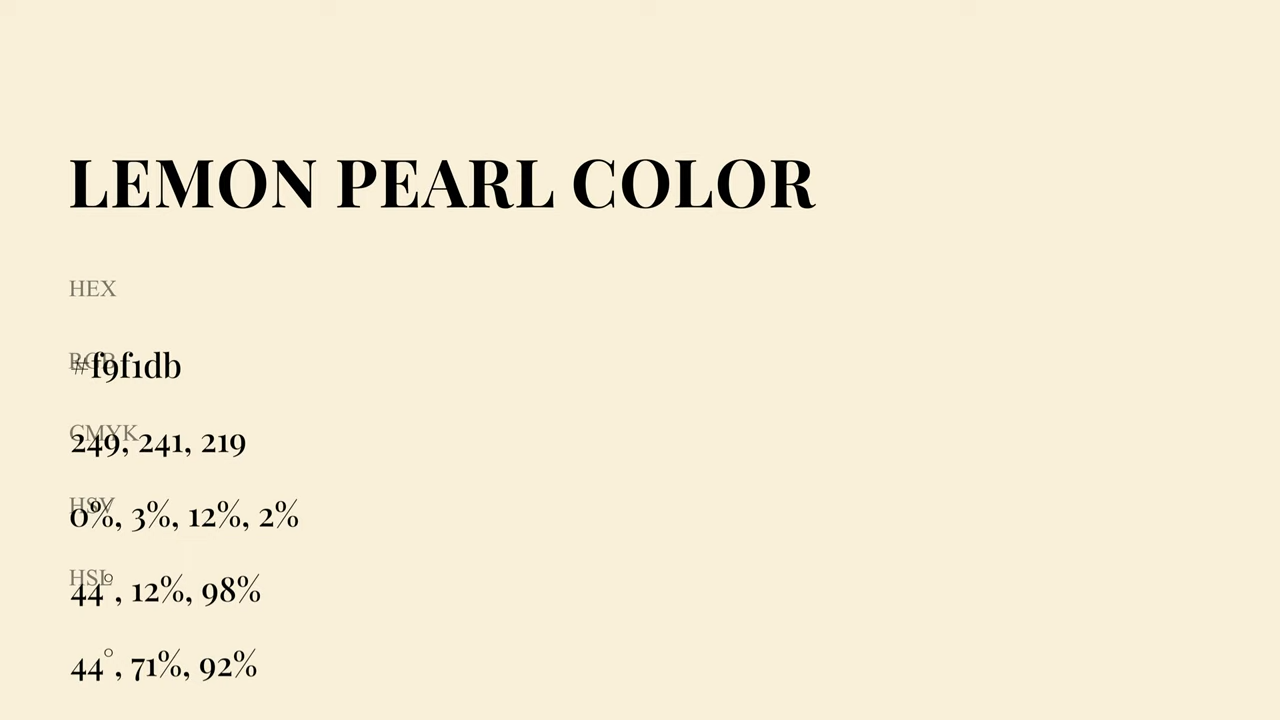 LEMON PEARL COLOR
HEX
RGB
#f9f1db
CMYK
249, 241, 219
HSV
0%, 3%, 12%, 2%
HSL
44°, 12%, 98%
44°, 71%, 92%